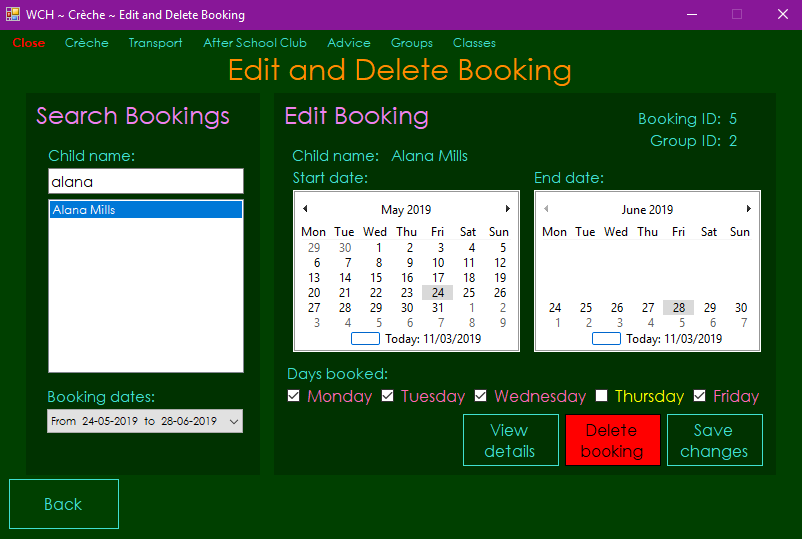 WCH ~ Crèche ~ Edit and Delete Booking
Close Crèche Transport After School Club Advice Groups Classes
Edit and Delete Booking
Search Bookings
Child name:
alana
Alana Mills
Booking dates:
From 24-05-2019 to 28-06-2019
Edit Booking
Booking ID: 5
Group ID: 2
Child name: Alana Mills
Start date:
May 2019
Mon Tue Wed Thu Fri Sat Sun
29 30 1 2 3 4 5
6 7 8 9 10 11 12
13 14 15 16 17 18 19
20 21 22 23 24 25 26
27 28 29 30 31 1 2
3 4 5 6 7 8 9
Today: 11/03/2019
End date:
June 2019
Mon Tue Wed Thu Fri Sat Sun
24 25 26 27 28 29 30
1 2 3 4 5 6 7
Today: 11/03/2019
Days booked:
Monday Tuesday Wednesday Thursday Friday
View
details
Delete
booking
Save
changes
Back